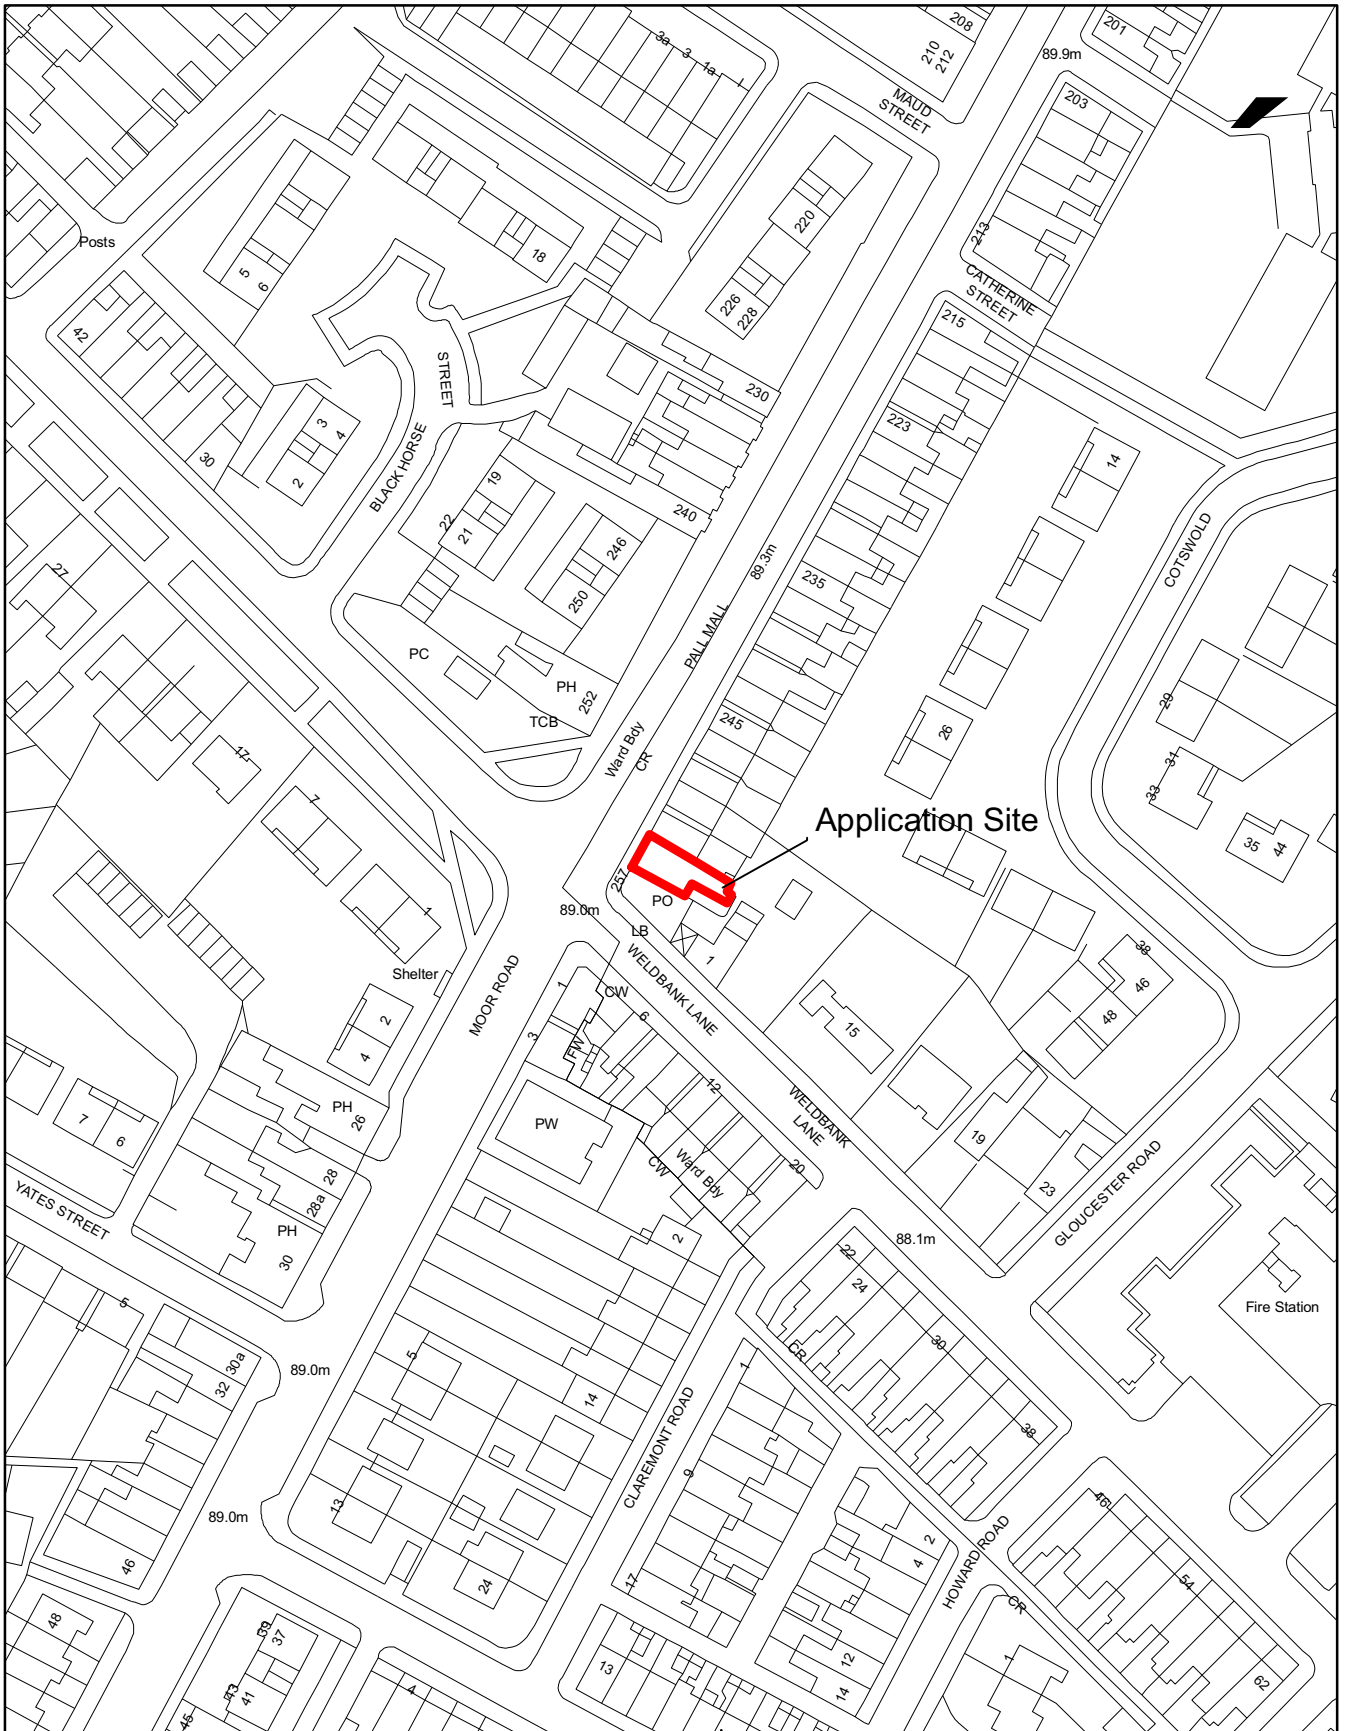 208
210
212
201
89.9m
3a
3
1a
1
MAUD
STREET
203
220
213
Posts
18
5
6
CATHERINE
STREET
226
228
215
42
STREET
3
4
230
223
30
2
BLACK HORSE
14
19
22
21
240
COTSWOLD
246
89.3m
27
250
235
PALL MALL
PC
PH
252
TCB
29
245
26
17
Ward Bdy
CR
31
33
7
Application Site
35
44
257
PO
1
89.0m
LB
1
38
Shelter
WELDBANK LANE
46
MOOR ROAD
1
CW
6
48
2
3
FW
15
4
12
WELDBANK
LANE
7
6
PH
26
PW
19
CW
Ward Bdy
20
28
23
GLOUCESTER ROAD
YATES STREET
28a
PH
30
2
88.1m
22
24
5
Fire Station
30
CR
30a
32
89.0m
5
1
14
38
CLAREMONT ROAD
9
13
89.0m
46
2
4
HOWARD ROAD
46
24
17
54
CR
48
39
37
13
12
1
14
62
43
41
4
45